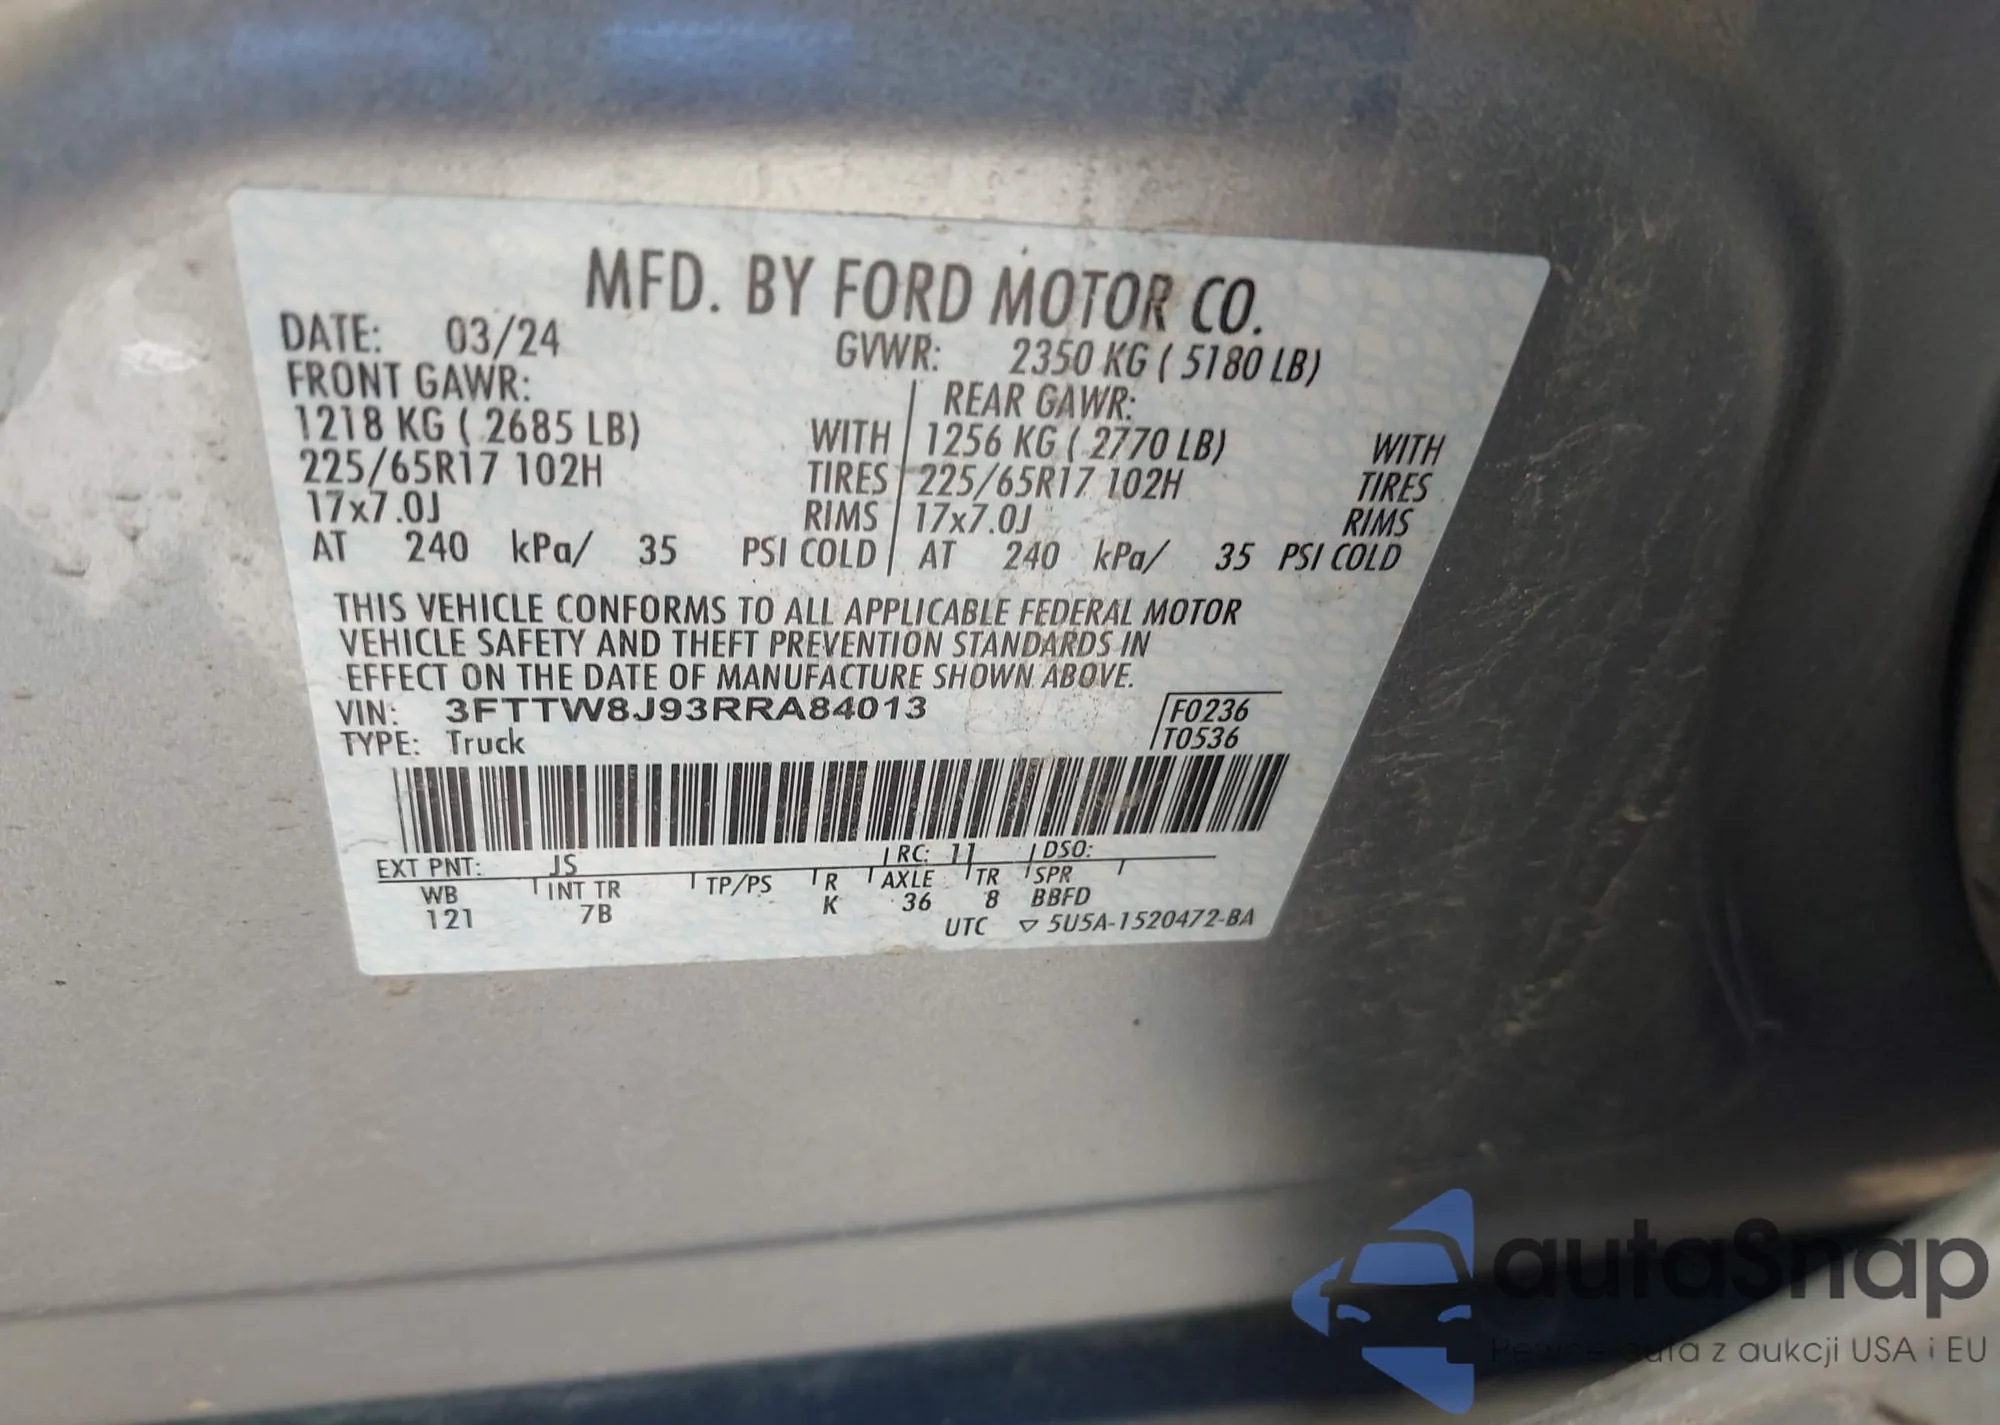 MFD. BY FORD MOTOR CO.
DATE: 03/24 GVWR: 2350 KG ( 5180 LB)
FRONT GAWR: REAR GAWR:
1218 KG ( 2685 LB) WITH 1256 KG ( 2770 LB) WITH
225/65R17 102H TIRES 225/65R17 102H TIRES
17x7.0J RIMS 17x7.0J RIMS
AT 240 kPa/ 35 PSI COLD AT 240 kPa/ 35 PSI COLD
THIS VEHICLE CONFORMS TO ALL APPLICABLE FEDERAL MOTOR
VEHICLE SAFETY AND THEFT PREVENTION STANDARDS IN
EFFECT ON THE DATE OF MANUFACTURE SHOWN ABOVE.
VIN: 3FTTW8J93RRA84013 F0236
TYPE: Truck T0536
EXT PNT: JS RC: 11 DSO:
WB INT TR TP/PS R AXLE TR SPR
121 7B K 36 8 BBFD
UTC ▽ 5U5A-1520472-BA
autaSnap
Pewne auta z aukcji USA i EU